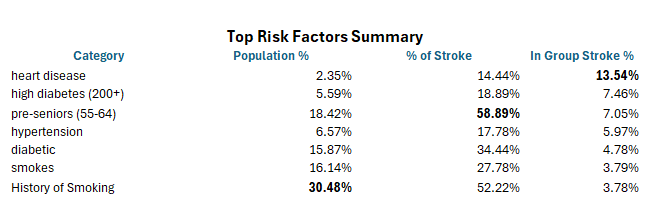 Top Risk Factors Summary
Category Population % % of Stroke In Group Stroke %
heart disease 2.35% 14.44% 13.54%
high diabetes (200+) 5.59% 18.89% 7.46%
pre-seniors (55-64) 18.42% 58.89% 7.05%
hypertension 6.57% 17.78% 5.97%
diabetic 15.87% 34.44% 4.78%
smokes 16.14% 27.78% 3.79%
History of Smoking 30.48% 52.22% 3.78%